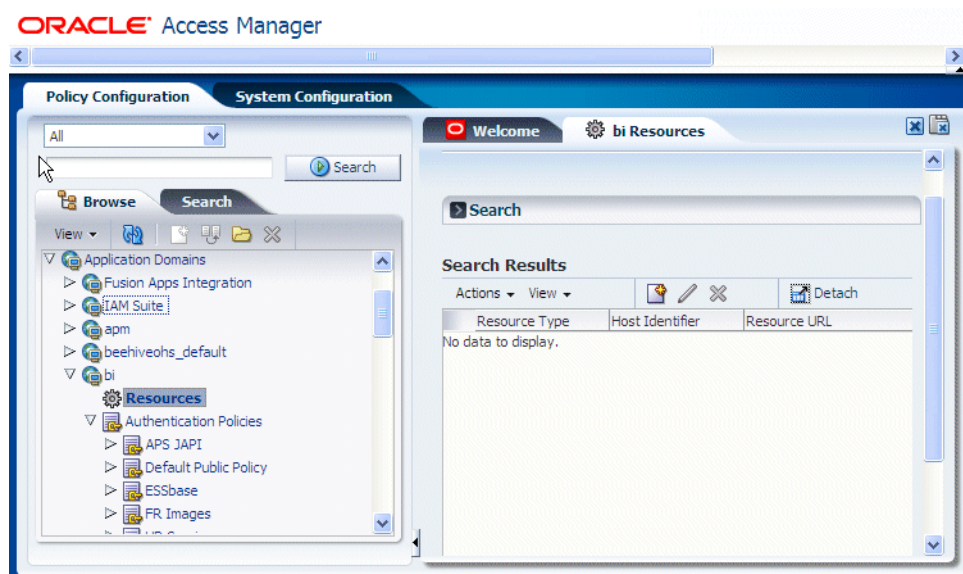 ORACLE Access Manager
Policy Configuration System Configuration
All
Search
Browse Search
View
Application Domains
Fusion Apps Integration
IAM Suite
apm
beehiveohs_default
bi
Resources
Authentication Policies
APS JAPI
Default Public Policy
ESSbase
FR Images
Welcome bi Resources
Search
Search Results
Actions View Detach
Resource Type Host Identifier Resource URL
No data to display.